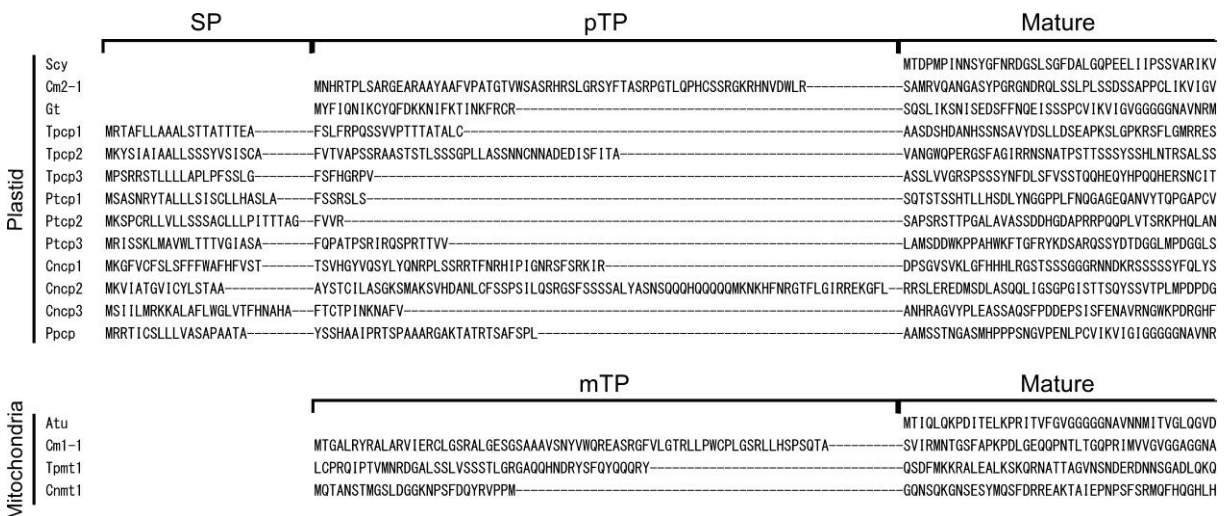 SP pTP Mature
Plastid
Scy MTDPMPINNSYGFNRDGSLSGFDALGQPEELIIPSSVARIKV
Cm2-1 MNHRTPLSARGEARAAYAAFVPATGTVWSASRHRSLGRSYFTASRPGTLQPHCSSRGKRHNVDWLR-----------SAMRVQANGASYPGRGNDRQLSSLPLSSDSSAPPCLIKVIGV
Gt MYFIQNIKCYQFDKKNIFKTINKFRCR----------------------------------------------------SQSLIKSNISEDSFFNQEISSSPCVIKVIGVGGGGGNAVNRM
Tpcp1 MRTAFLLAAALSTTATTTEA--------FSLFRPQSSVVPTTTATALC-----------------------------------------------------------AASDSHDANHSSNSAVYDSLLDSEAPKSLGPKRSFLGMRRES
Tpcp2 MKYSIAIAALLSSSYVSISCA-------FVTVAPSSRAASTSTLSSSGPLLASSNNCNNADEDISFITA--------------------------------------VANGWQPERGSFAGIRRNSNATPSTTSSSYSSHLNTRSALSS
Tpcp3 MPSRRSTLLLLAPLPFSSLG--------FSFHGRPV-----------------------------------------------------------------------ASSLVVGRSPSSSYNFDLSFVSSTQQHEQYHPQQHERSNCIT
Ptcp1 MSASNRYTALLLSISCLLHASLA-----FSSRSLS------------------------------------------------------------------------SQTSTSSHTLLHSDLYNGGPPLFNQGAGEQANVYTQPGAPCV
Ptcp2 MKSPCRLLVLLSSSACLLLPITTTAG--FVVR---------------------------------------------------------------------------SAPSRSTTPGALAVASSDDHGDAPRRPQQPLVTSRKPHQLAN
Ptcp3 MRISSKLMAVWLTTTVGIASA-------FQPATPSRIRQSPRTTVV-------------------------------------------------------------LAMSDDWKPPAHWKFTGFRYKDSARQSSYDTDGGLMPDGGLS
Cncp1 MKGFVCFSLSFFFWAFHFVST-------TSVHGYVQSYLYQNRPLSSRRTFNRHIPIGNRSFSRKIR----------------------------------------DPSGVSVKLGFHHHLRGSTSSSGGGRNNDKRSSSSSYFQLYS
Cncp2 MKVIATGVICYLSTAA------------AYSTCILASGKSMAKSVHDANLCFSSPSILQSRGSFSSSSSALYASNSQQQHQQQQQMKNKHFNRGTFLGIRREKGFL--RRSLEREDMSDLASQQLIGSGPGISTTSQYSSVTPLMPDPDG
Cncp3 MSIILMRKKALAFLWGLVTFHNAHA---FTCTPINKNAFV-------------------------------------------------------------------ANHRAGVYPLEASSAQSFPDDEPSISFENAVRNGWKPDRGHF
Ppcp MRRTICSLLLVASAPAATA---------YSSHAAIPRTSPAAARGAKTATRTSAFSPL-------------------------------------------------AAMSSTNGASMHPPPSNGVPENLPCVIKVIGIGGGGGNAVNR
mTP Mature
Mitochondria
Atu MTIQLQKPDITELKPRITVFGVGGGGGNAVNNMITVGLQGVD
Cm1-1 MTGALRYRALARVIERCLGSRALGESGSAAAVSNYVWQREASRGFVLGTRLLPWCPLGSRLLHSPSQTA----------SVIRMNTGSFAPKPDLGEQQPNTLTGQPRIMVVGVGGAGGNA
Tpmt1 LCPRQIPTVMNRDGALSSLVSSSTLGRGAQQHNDRYSFQYQQQRY----------------------------------QSDFMKKRALEALKSKQRNATTAGVNSNDERDNNSGADLQKQ
Cnmt1 MQTANSTMGSLDGGKNPSFDQYRVPPM----------------------------------------------------GQNSQKGNSESYMQSFDRREAKTAIEPNPSFSRMQFHQGHLH